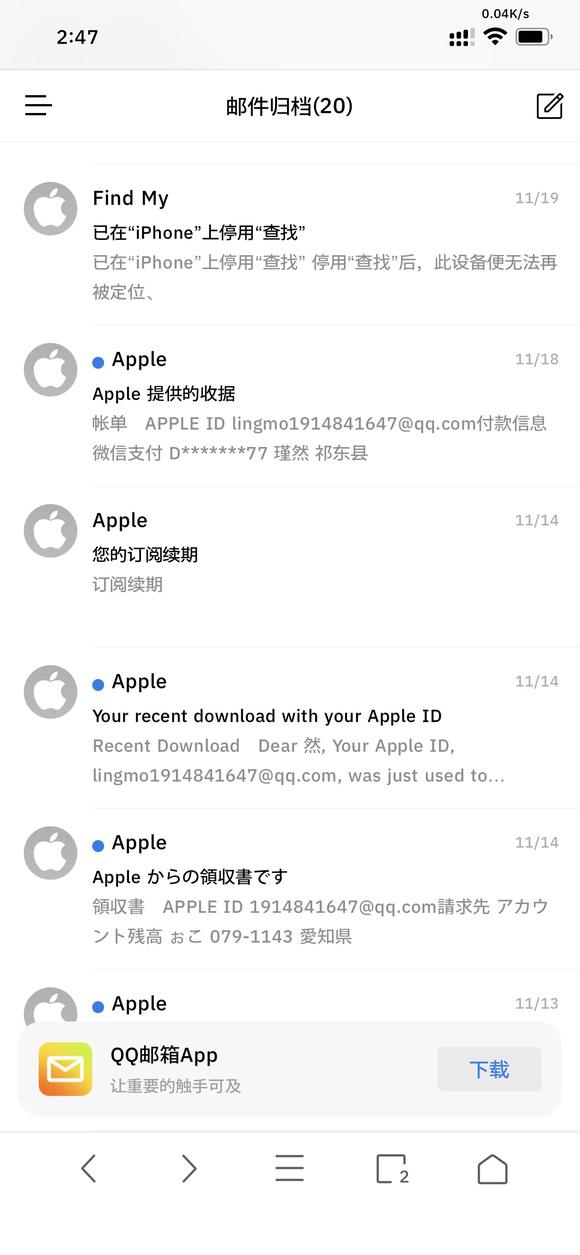 0.04K/s
2:47
邮件归档(20)
Find My
11/19
已在“iPhone”上停用“查找”
已在“iPhone”上停用“查找” 停用“查找”后，此设备便无法再
被定位、
Apple
11/18
Apple 提供的收据
帐单 APPLE ID lingmo1914841647@qq.com付款信息
微信支付 D*******77 瑾然 祁东县
Apple
11/14
您的订阅续期
订阅续期
Apple
11/14
Your recent download with your Apple ID
Recent Download Dear 然, Your Apple ID,
lingmo1914841647@qq.com, was just used to...
Apple
11/14
Apple からの領収書です
領収書 APPLE ID 1914841647@qq.com請求先 アカウ
ント残高 ぉこ 079-1143 愛知県
Apple
11/13
QQ邮箱App
让重要的触手可及
下载
2